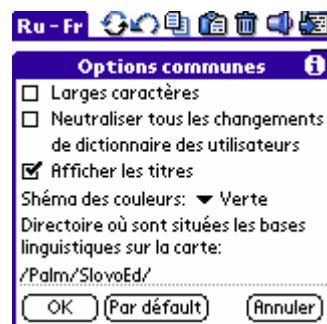 Ru - Fr
Options communes
Larges caractères
Neutraliser tous les changements
de dictionnaire des utilisateurs
Afficher les titres
Shéma des couleurs: Verte
Directoire où sont situées les bases
linguistiques sur la carte:
/Palm/SlovoEd/
OK Par défault Annuler